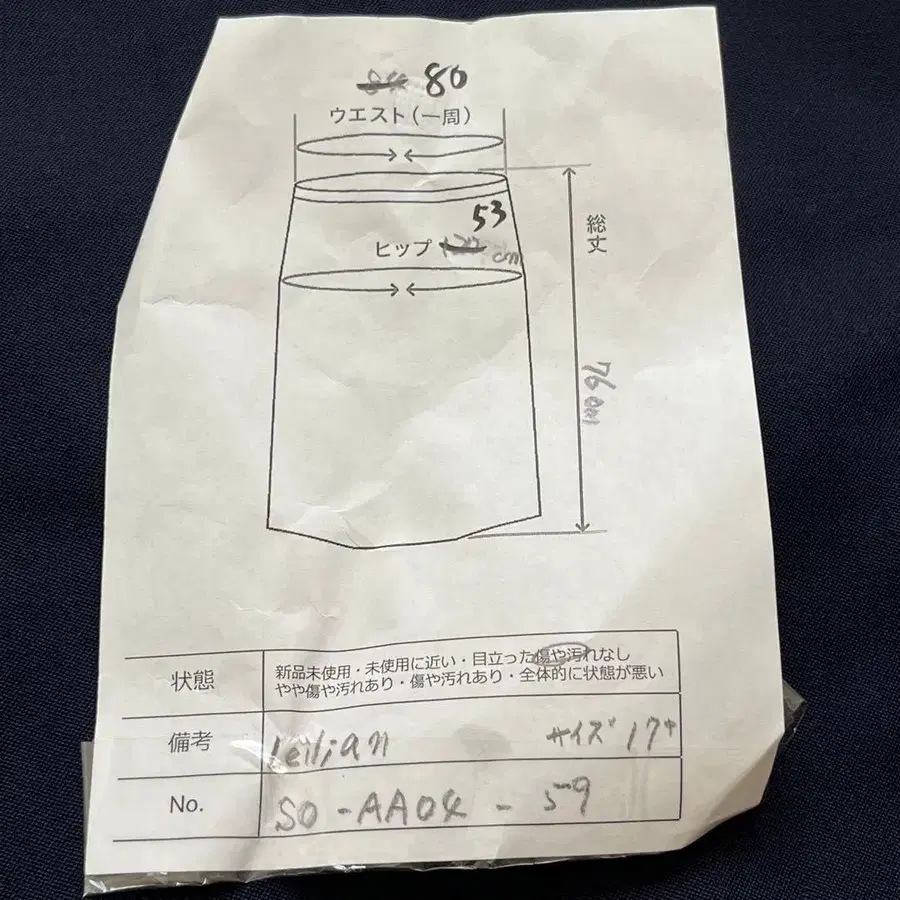 80
ウエスト(一周)
53
ヒップ cm
総丈
76cm
状態
新品未使用・未使用に近い・目立った傷や汚れなし
やや傷や汚れあり・傷や汚れあり・全体的に状態が悪い
備考
Leilian サイズ 17+
No.
SO-AA04-59